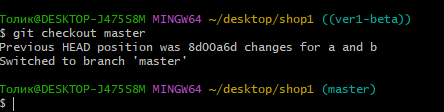 Толик@DESKTOP-J475S8M MINGW64 ~/desktop/shop1 ((ver1-beta))
$ git checkout master
Previous HEAD position was 8d00a6d changes for a and b
Switched to branch 'master'
Толик@DESKTOP-J475S8M MINGW64 ~/desktop/shop1 (master)
$